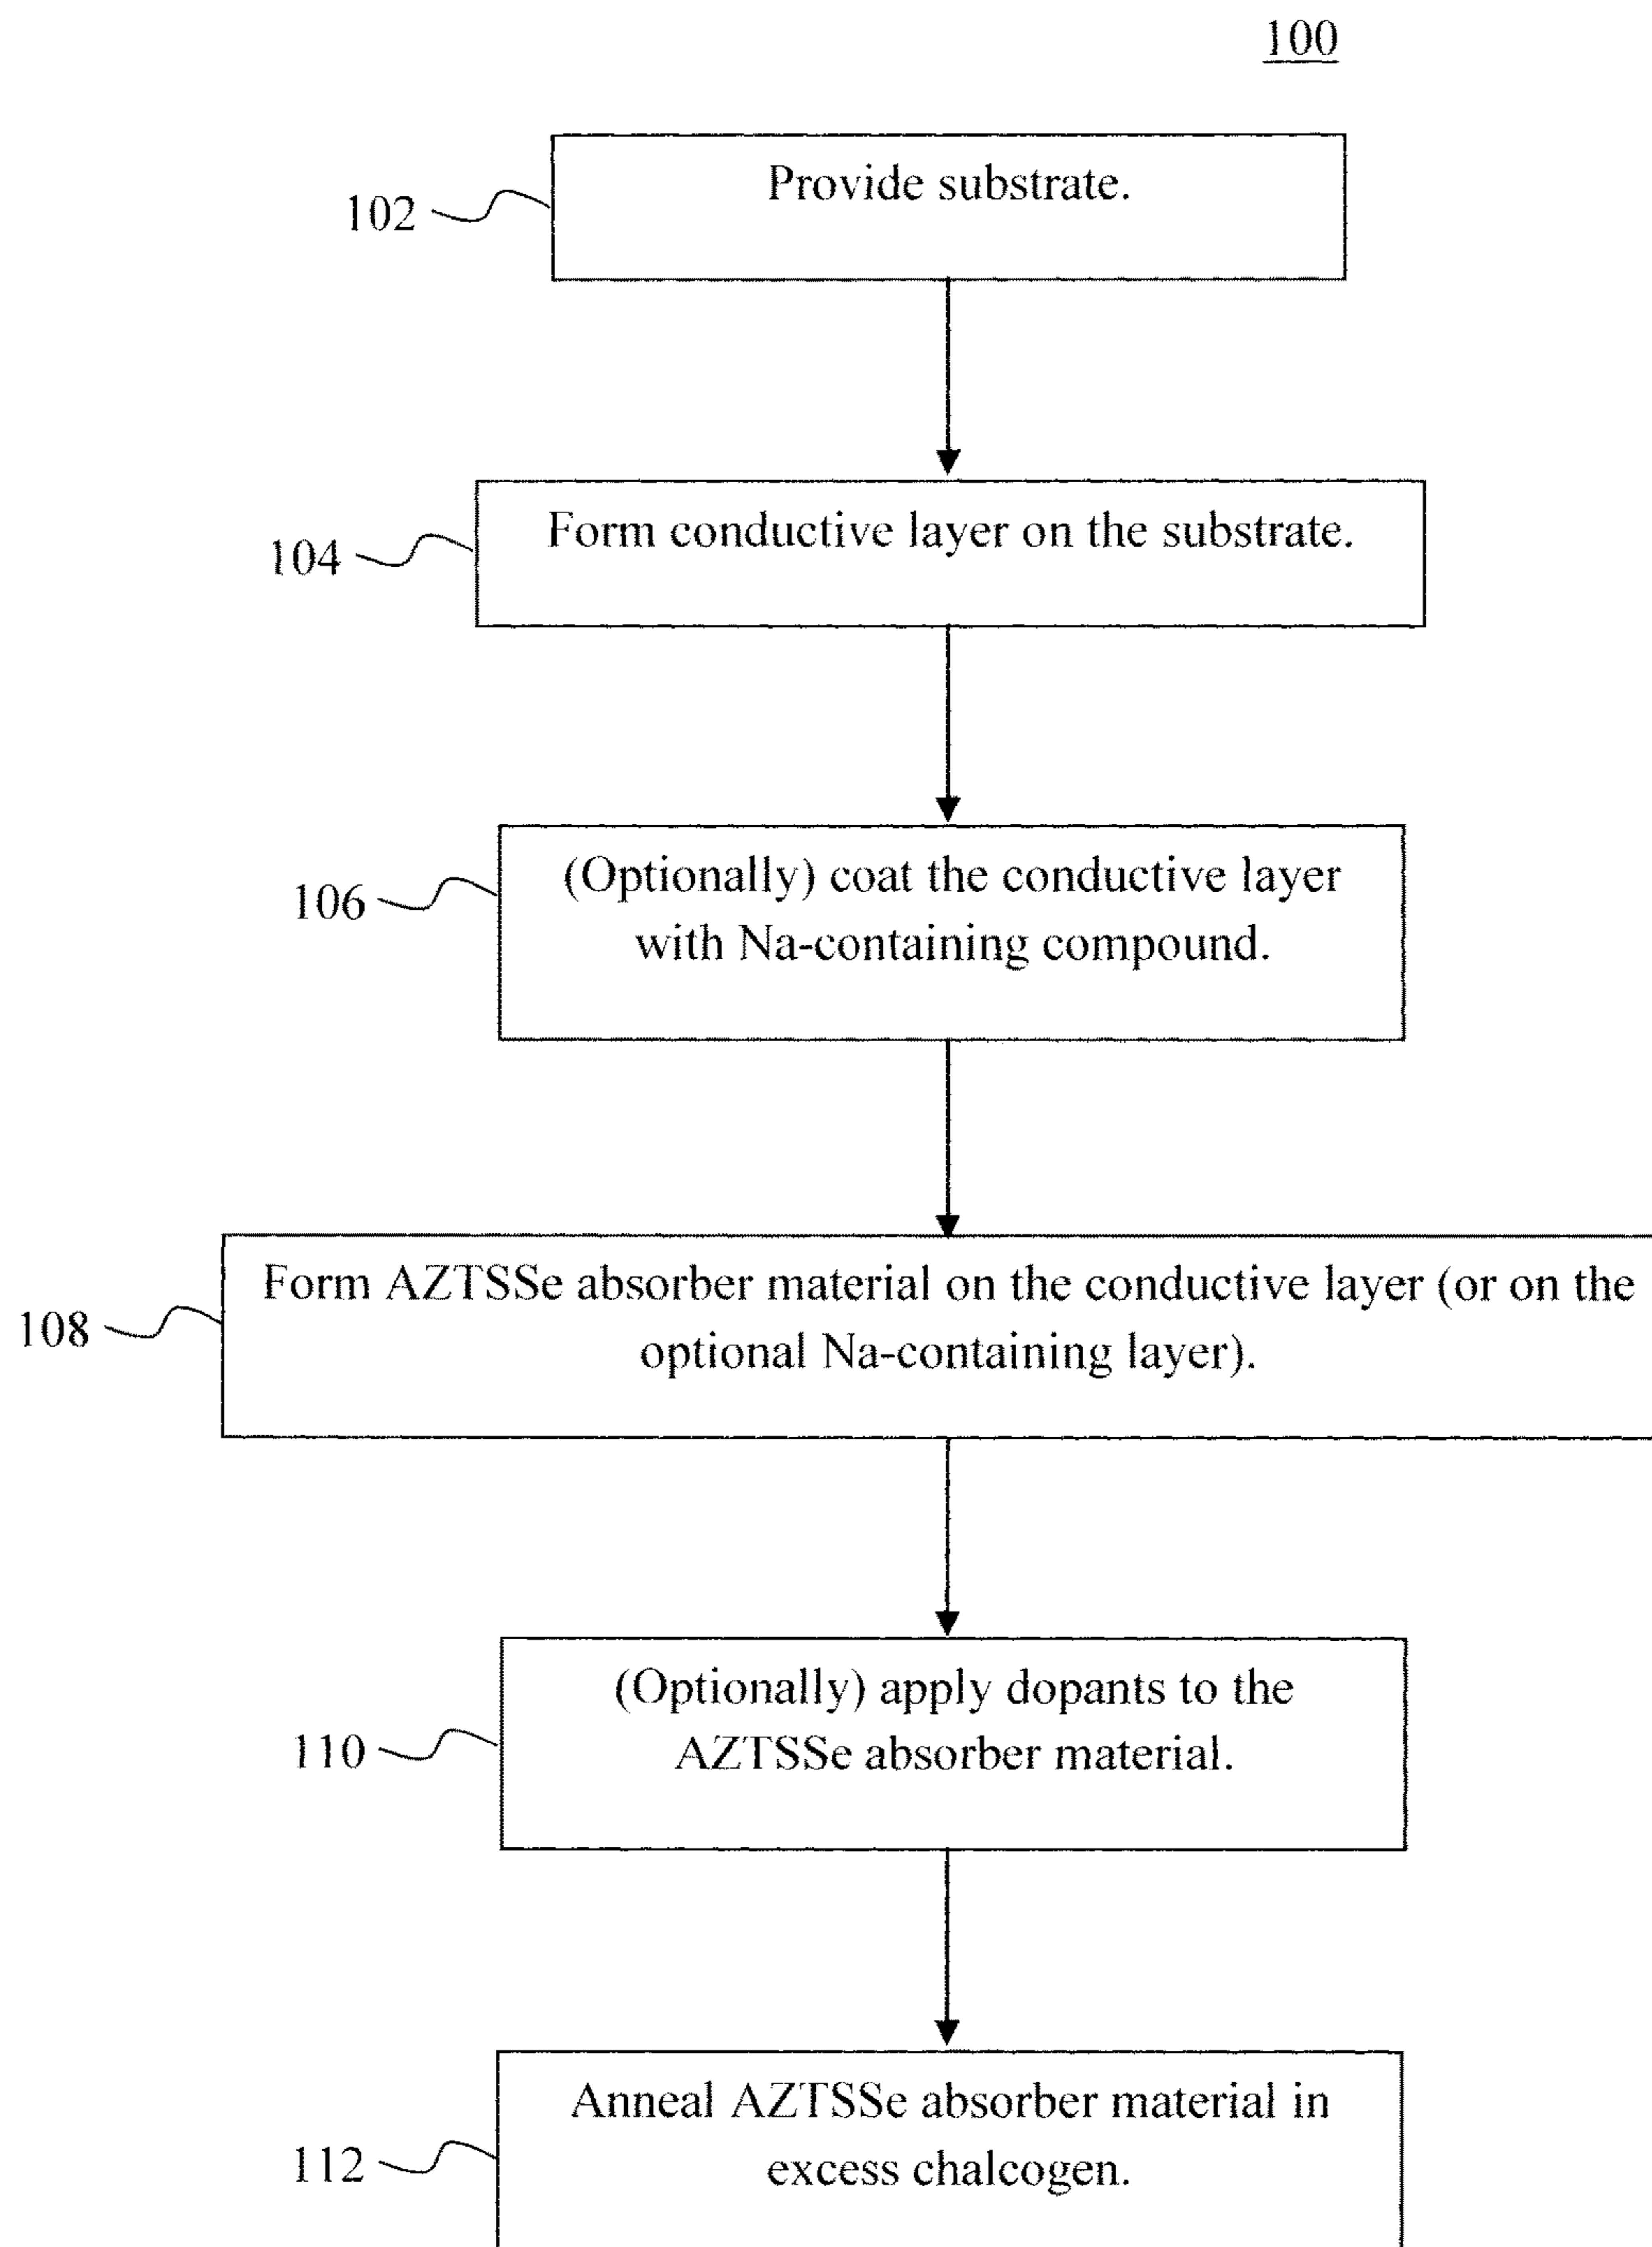 100
Provide substrate.
102
Form conductive layer on the substrate.
104
(Optionally) coat the conductive layer
with Na-containing compound.
106
Form AZTSSe absorber material on the conductive layer (or on the
optional Na-containing layer).
108
(Optionally) apply dopants to the
AZTSSe absorber material.
110
Anneal AZTSSe absorber material in
excess chalcogen.
112